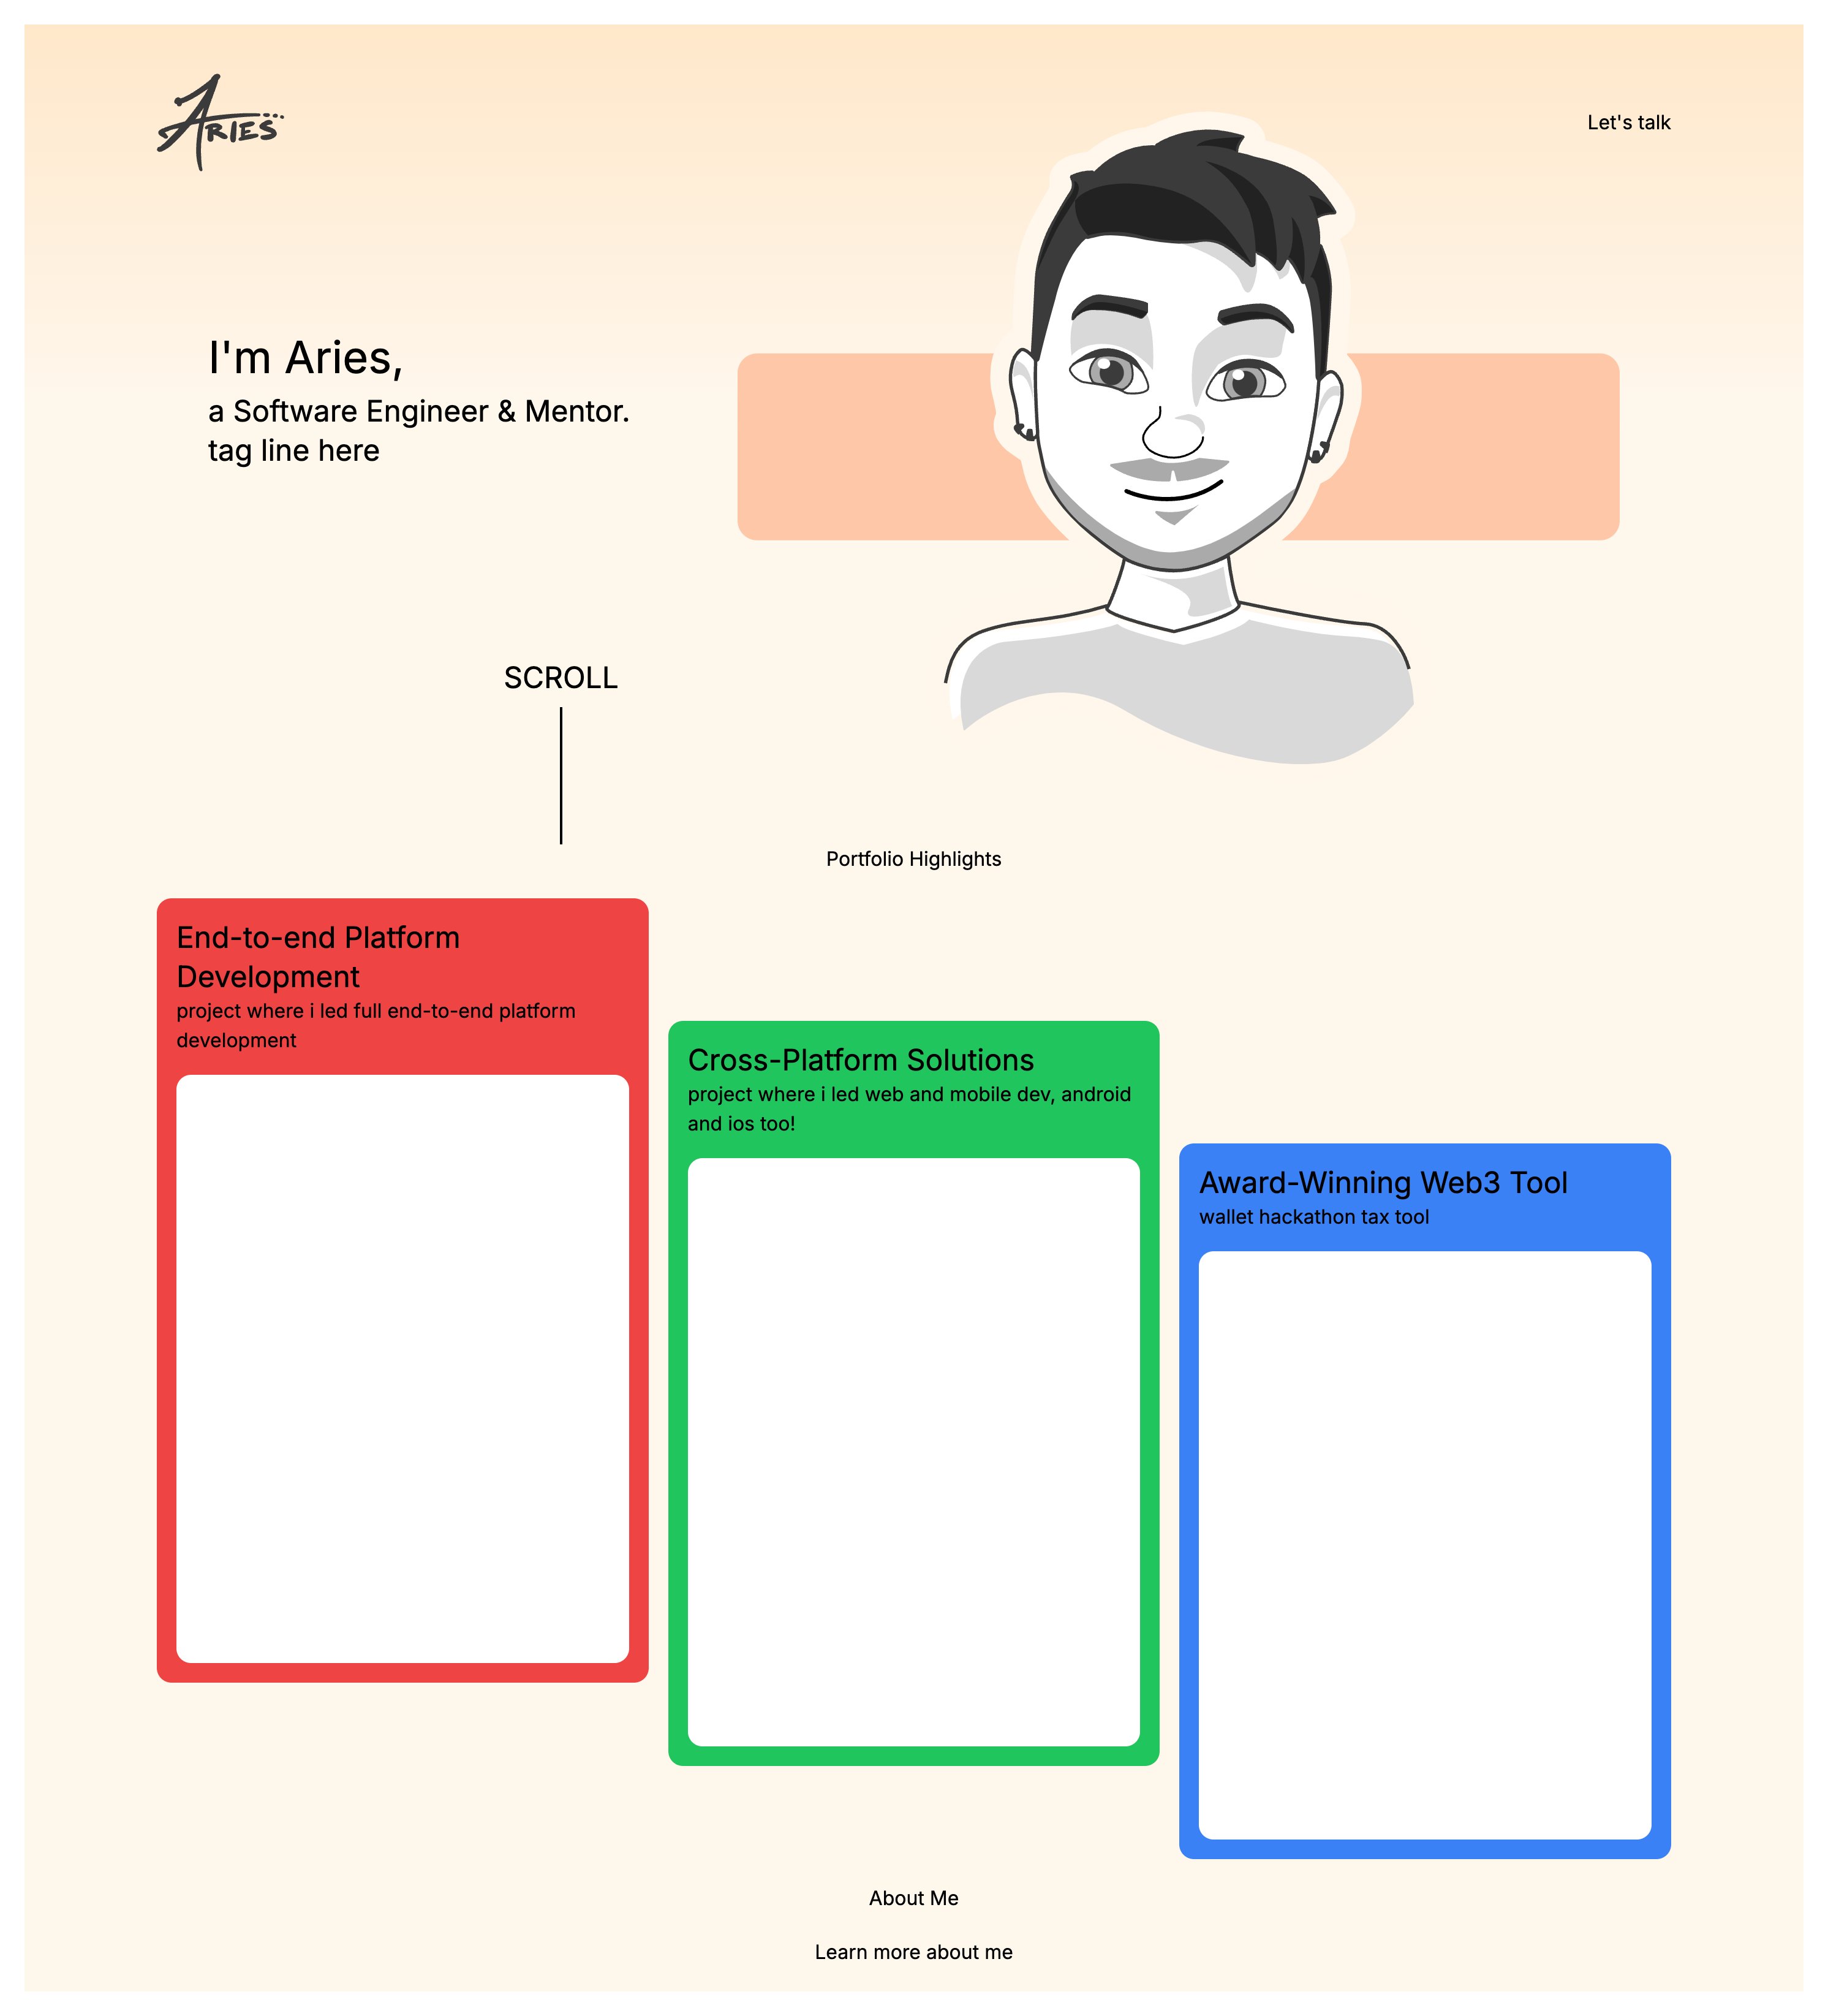 ARIES
Let's talk
I'm Aries,
a Software Engineer & Mentor.
tag line here
SCROLL
Portfolio Highlights
End-to-end Platform
Development
project where i led full end-to-end platform
development
Cross-Platform Solutions
project where i led web and mobile dev, android
and ios too!
Award-Winning Web3 Tool
wallet hackathon tax tool
About Me
Learn more about me